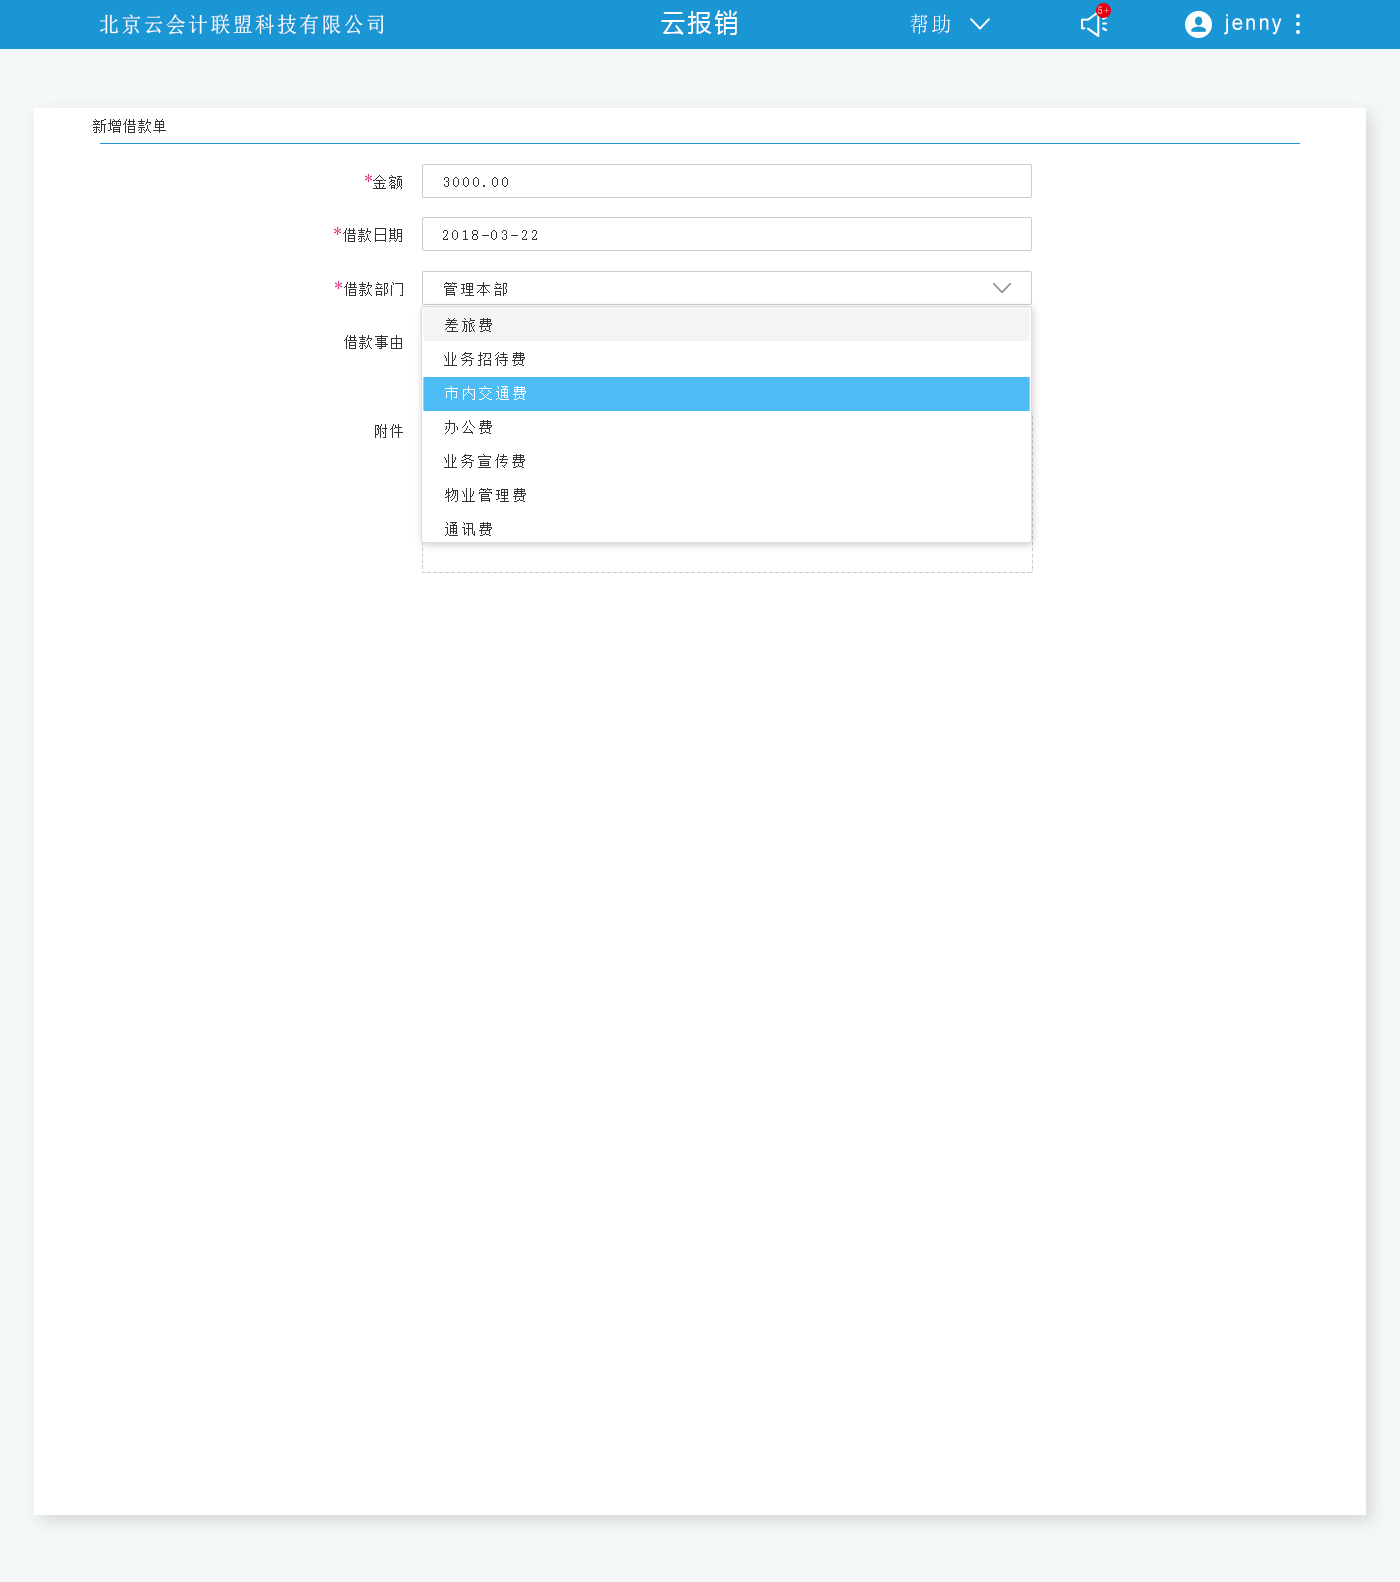 北京云会计联盟科技有限公司 云报销 帮助 5+ jenny
新增借款单
*金额 3000.00
*借款日期 2018-03-22
*借款部门 管理本部
差旅费
借款事由
业务招待费
市内交通费
办公费
附件
业务宣传费
物业管理费
通讯费